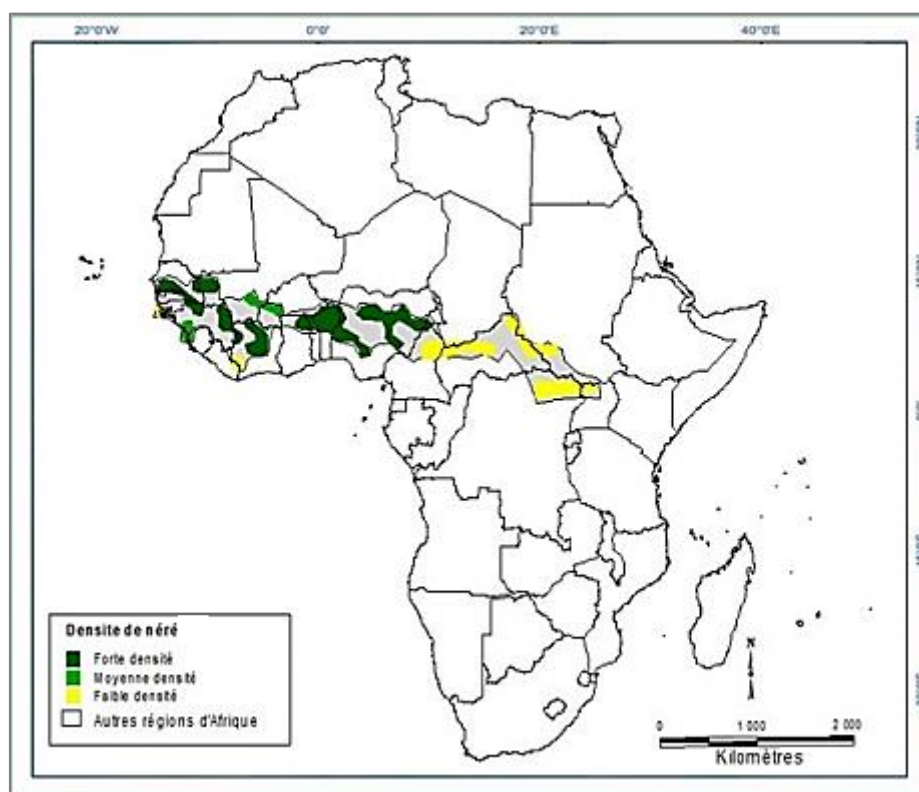 20°0'W 0°0' 20°0'E 40°0'E
Densite de néré
Forte densité
Moyenne densité
Faible densité
Autres régions d'Afrique
N
0 1 000 2 000
Kilomètres